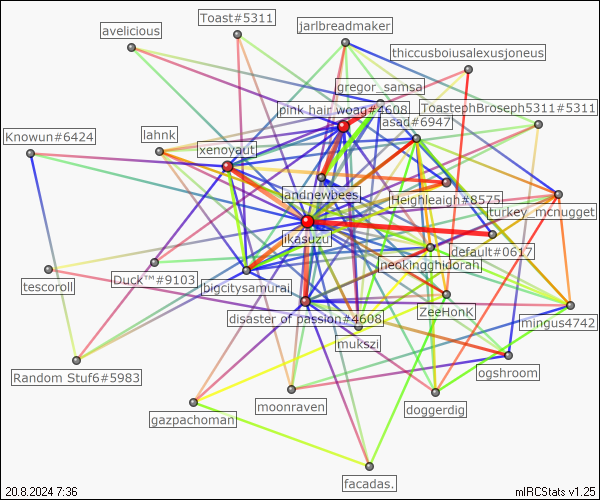 Toast#5311
avelicious
jarlbreadmaker
thiccusboiusalexusjoneus
gregor_samsa
pink hair woag#4608
ToastephBroseph5311#5311
asad#6947
Knowun#6424
lahnk
xenoyaut
andnewbees
Heighleaigh#8575
turkey_mcnugget
ikasuzu
default#0617
neokingghidorah
tescoroll
Duck™#9103
bigcitysamurai
disaster of passion#4608
ZeeHonK
mingus4742
mukszi
Random Stuf6#5983
ogshroom
moonraven
doggerdig
gazpachoman
facadas.
20.8.2024 7:36
mIRCStats v1.25